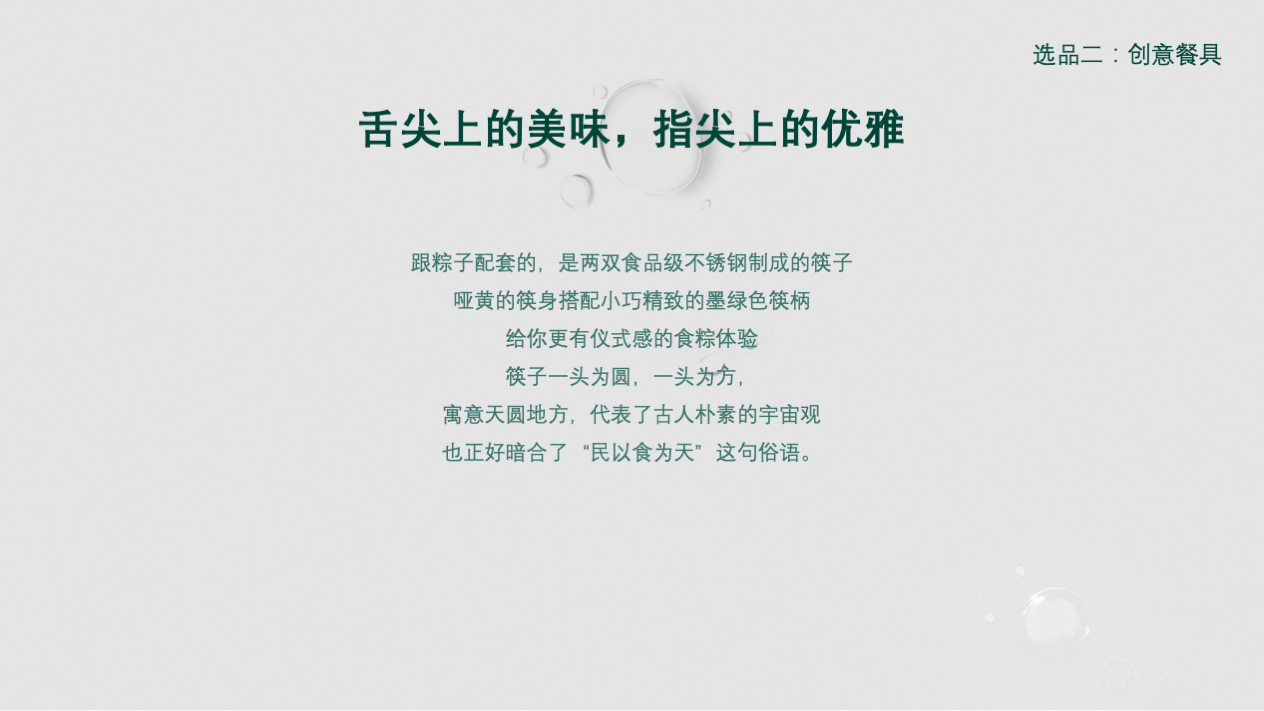 选品二：创意餐具
舌尖上的美味，指尖上的优雅
跟粽子配套的，是两双食品级不锈钢制成的筷子
哑黄的筷身搭配小巧精致的墨绿色筷柄
给你更有仪式感的食粽体验
筷子一头为圆，一头为方，
寓意天圆地方，代表了古人朴素的宇宙观
也正好暗合了“民以食为天”这句俗语。